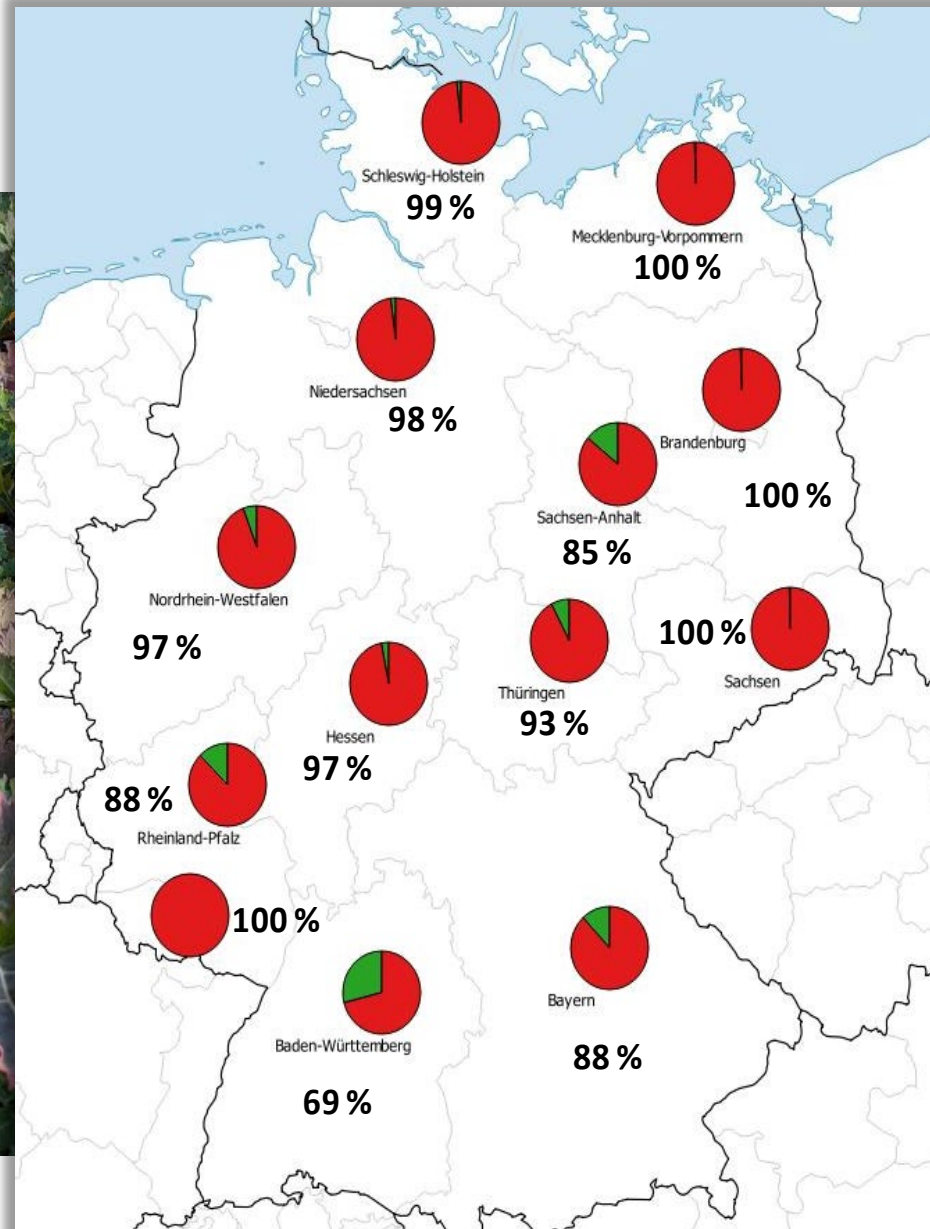 Schleswig-Holstein
99 %
Mecklenburg-Vorpommern
100 %
Niedersachsen
98 %
Brandenburg
100 %
Sachsen-Anhalt
85 %
Nordrhein-Westfalen
97 %
Thüringen
93 %
100 %
Sachsen
Hessen
97 %
88 %
Rheinland-Pfalz
100 %
Baden-Württemberg
69 %
Bayern
88 %